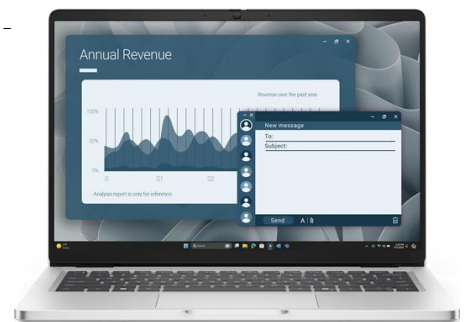 Annual Revenue
Revenue over the past year.
100%
50%
0%
0
Q1
Q2
Analysis report is only for reference.
New message
To:
Subject:
Send
A